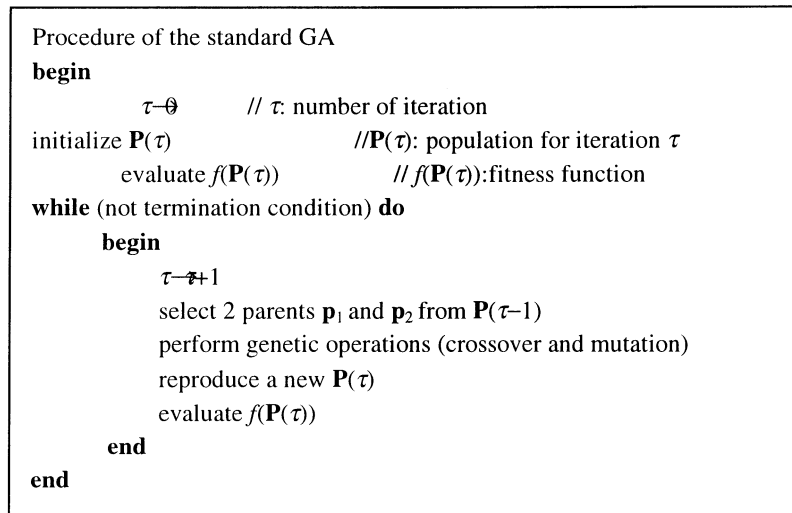 Procedure of the standard GA
begin
τ→0 // τ: number of iteration
initialize P(τ) //P(τ): population for iteration τ
evaluate f(P(τ)) // f(P(τ)):fitness function
while (not termination condition) do
begin
τ→τ+1
select 2 parents p₁ and p₂ from P(τ−1)
perform genetic operations (crossover and mutation)
reproduce a new P(τ)
evaluate f(P(τ))
end
end